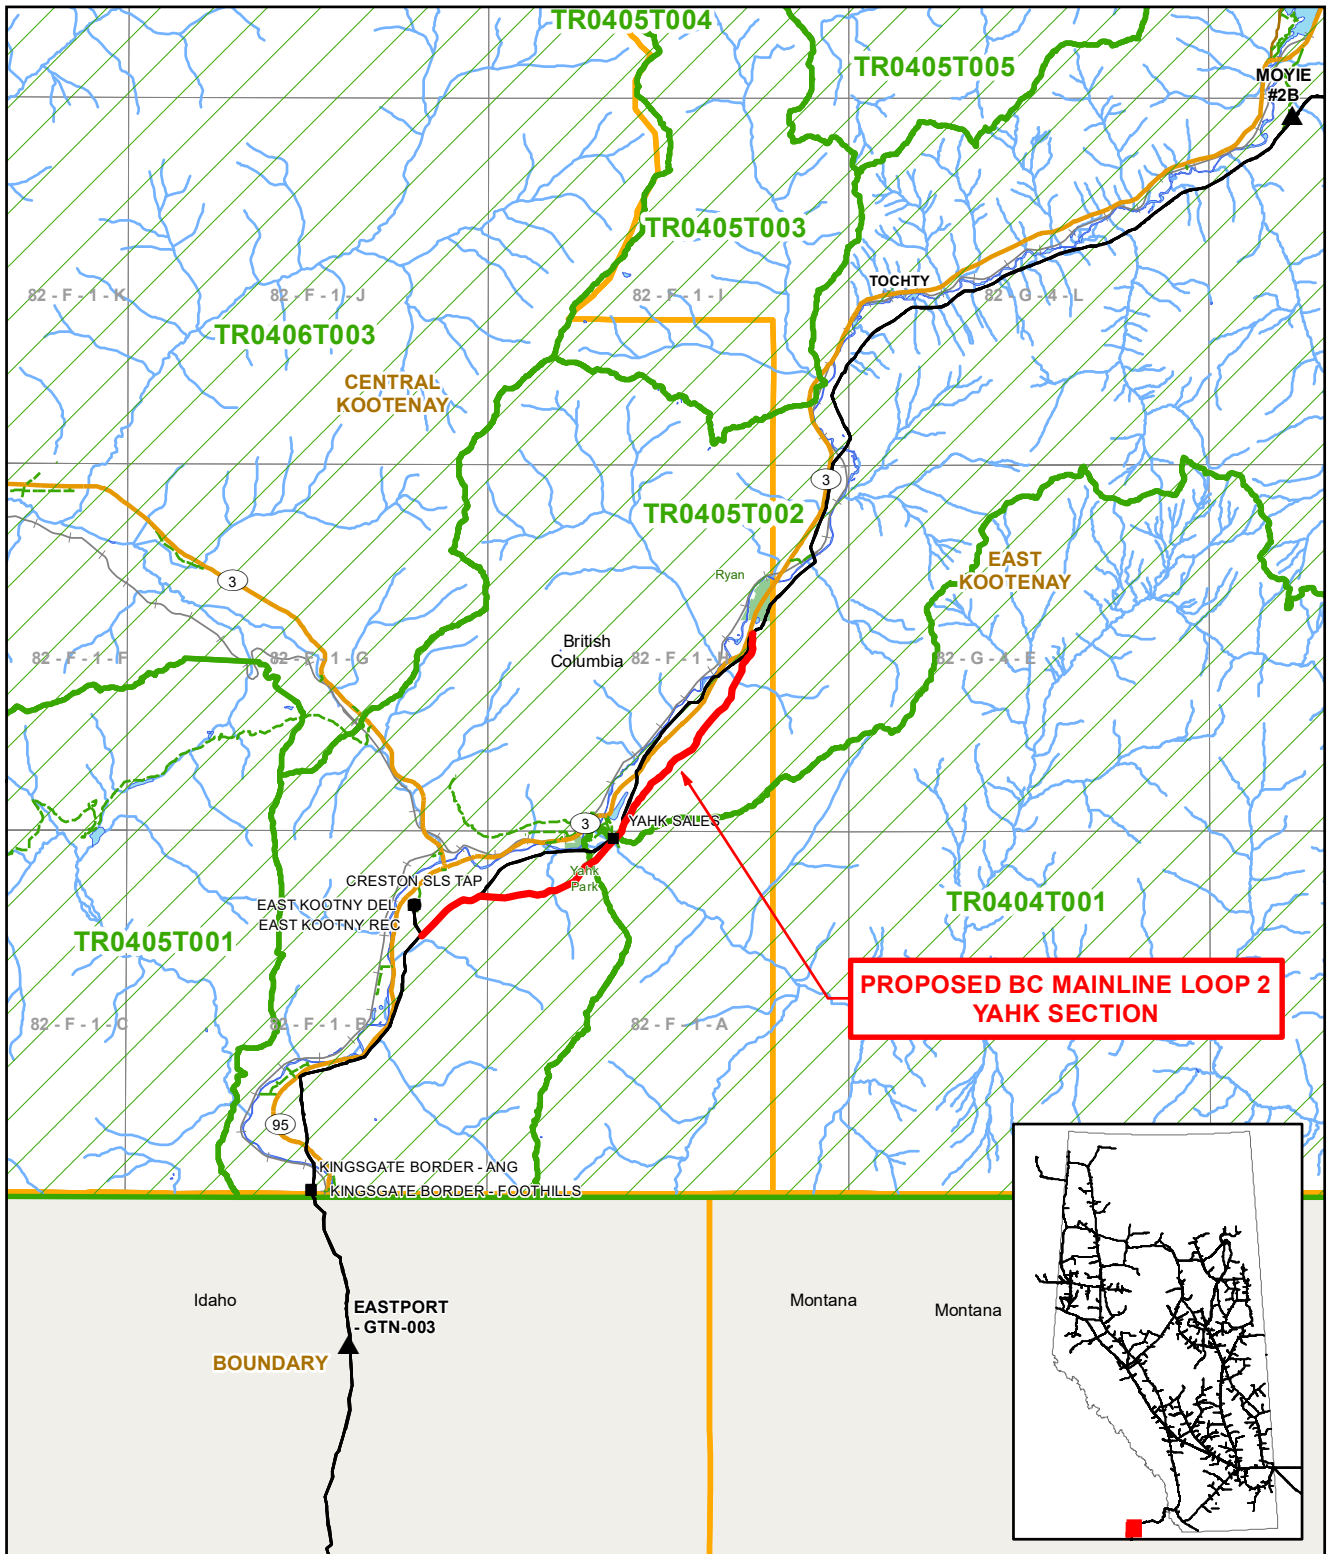 TR0405T004
TR0405T005
MOYIE
#2B
TR0405T003
TOCHTY
82 - F - 1 - K
82 - F - 1 - J
82 - F - 1 - I
82 - G - 4 - L
TR0406T003
CENTRAL
KOOTENAY
3
TR0405T002
EAST
KOOTENAY
Ryan
3
British
Columbia
82 - F - 1 - F
82 - F - 1 - G
82 - F - 1 - H
82 - G - 4 - E
3
YAHK SALES
Yahk
Park
CRESTON SLS TAP
EAST KOOTNY DEL
EAST KOOTNY REC
TR0404T001
TR0405T001
PROPOSED BC MAINLINE LOOP 2
YAHK SECTION
82 - F - 1 - C
82 - F - 1 - B
82 - F - 1 - A
95
KINGSGATE BORDER - ANG
KINGSGATE BORDER - FOOTHILLS
Idaho
EASTPORT
- GTN-003
Montana
Montana
BOUNDARY